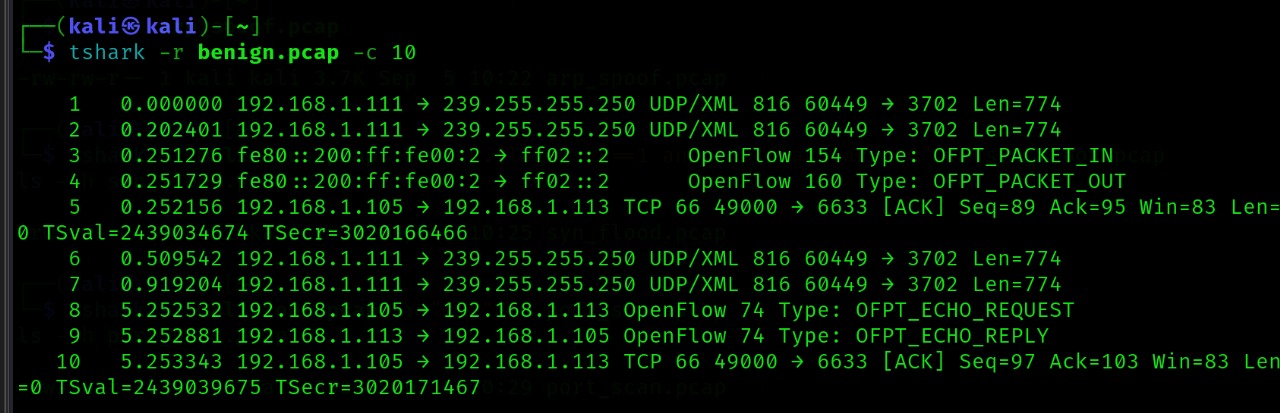 (kali㉿kali)-[~]
$ tshark -r benign.pcap -c 10
1 0.000000 192.168.1.111 → 239.255.255.250 UDP/XML 816 60449 → 3702 Len=774
2 0.202401 192.168.1.111 → 239.255.255.250 UDP/XML 816 60449 → 3702 Len=774
3 0.251276 fe80::200:ff:fe00:2 → ff02::2 OpenFlow 154 Type: OFPT_PACKET_IN
4 0.251729 fe80::200:ff:fe00:2 → ff02::2 OpenFlow 160 Type: OFPT_PACKET_OUT
5 0.252156 192.168.1.105 → 192.168.1.113 TCP 66 49000 → 6633 [ACK] Seq=89 Ack=95 Win=83 Len=
0 TSval=2439034674 TSecr=3020166466
6 0.509542 192.168.1.111 → 239.255.255.250 UDP/XML 816 60449 → 3702 Len=774
7 0.919204 192.168.1.111 → 239.255.255.250 UDP/XML 816 60449 → 3702 Len=774
8 5.252532 192.168.1.105 → 192.168.1.113 OpenFlow 74 Type: OFPT_ECHO_REQUEST
9 5.252881 192.168.1.113 → 192.168.1.105 OpenFlow 74 Type: OFPT_ECHO_REPLY
10 5.253343 192.168.1.105 → 192.168.1.113 TCP 66 49000 → 6633 [ACK] Seq=97 Ack=103 Win=83 Len
=0 TSval=2439039675 TSecr=3020171467